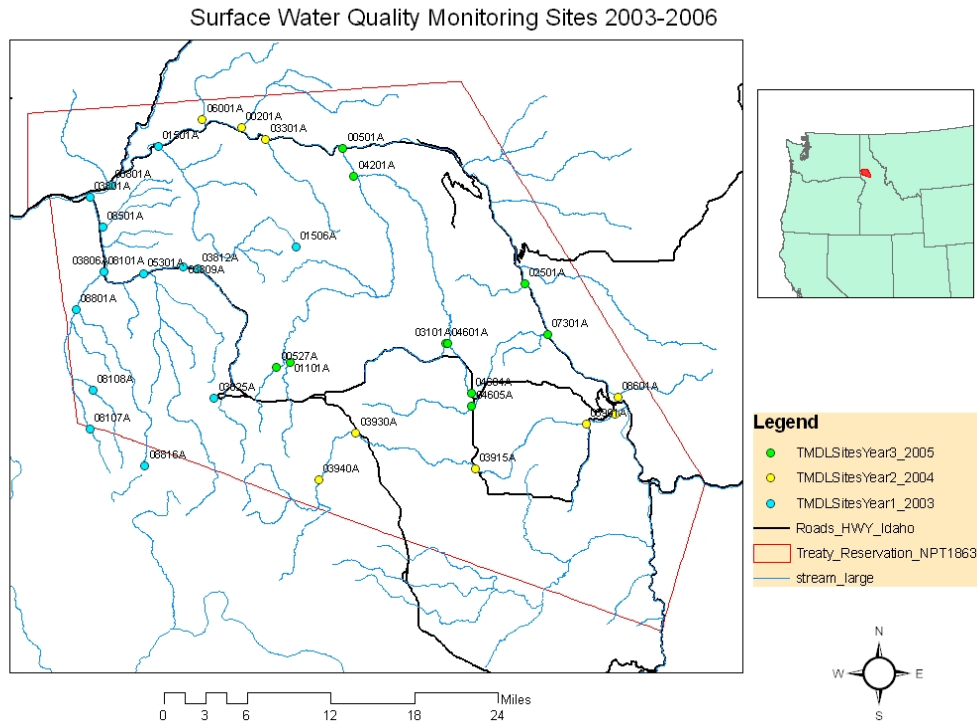 Surface Water Quality Monitoring Sites 2003-2006
06001A
00201A
03301A
01501A
00501A
04201A
03801A
08501A
01506A
03806A
08101A
05301A
03812A
03809A
02501A
08801A
07301A
03101A
04601A
00527A
01101A
08108A
03825A
04604A
04605A
08601A
08107A
03930A
08816A
03940A
03915A
Legend
TMDLSitesYear3_2005
TMDLSitesYear2_2004
TMDLSitesYear1_2003
Roads_HWY_Idaho
Treaty_Reservation_NPT1863
stream_large
N
W
E
S
Miles
0 3 6 12 18 24